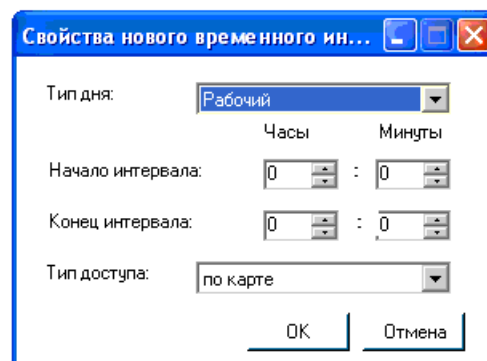 Свойства нового временного ин...
Тип дня: Рабочий
Часы Минуты
Начало интервала: 0 : 0
Конец интервала: 0 : 0
Тип доступа: по карте
OK Отмена